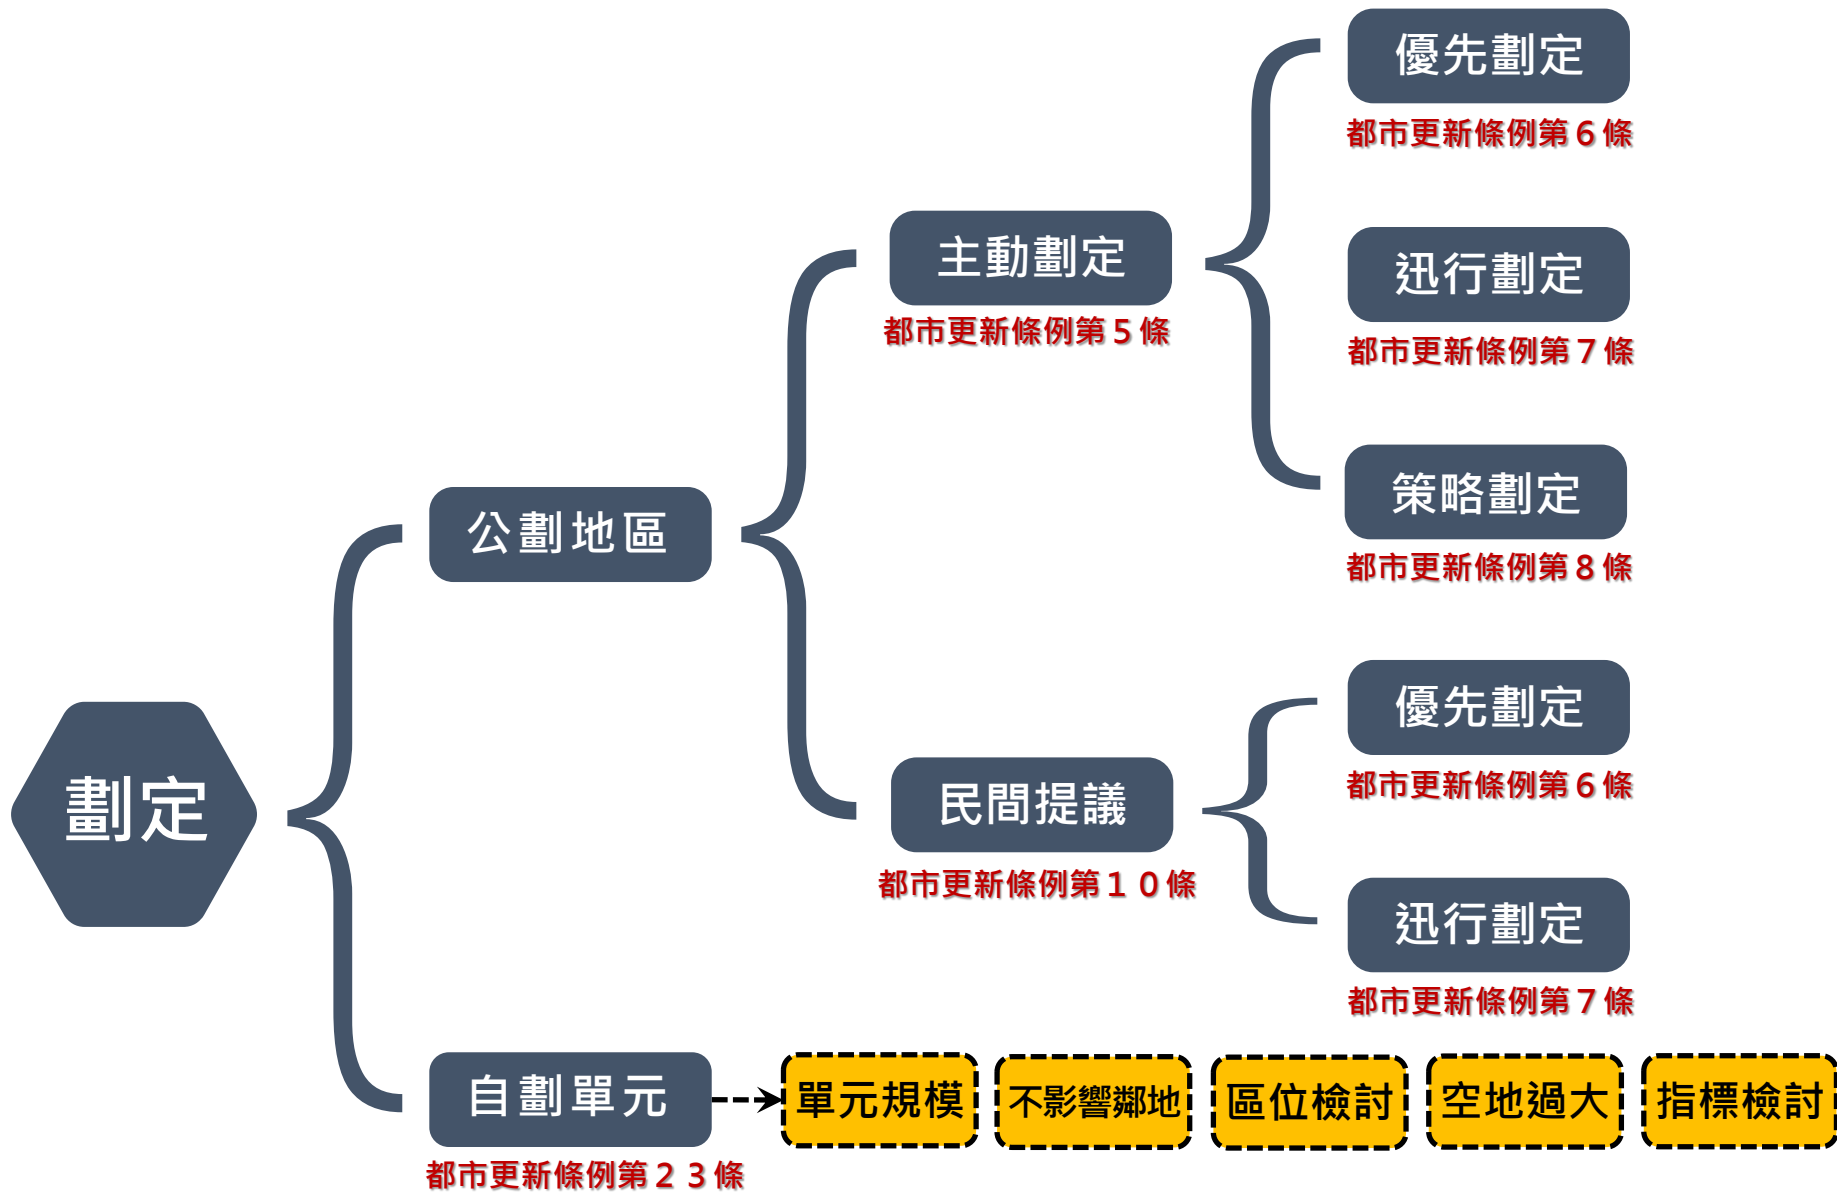 劃定
公劃地區
主動劃定
都市更新條例第５條
優先劃定
都市更新條例第６條
迅行劃定
都市更新條例第７條
策略劃定
都市更新條例第８條
民間提議
都市更新條例第１０條
優先劃定
都市更新條例第６條
迅行劃定
都市更新條例第７條
自劃單元
都市更新條例第２３條
單元規模
不影響鄰地
區位檢討
空地過大
指標檢討